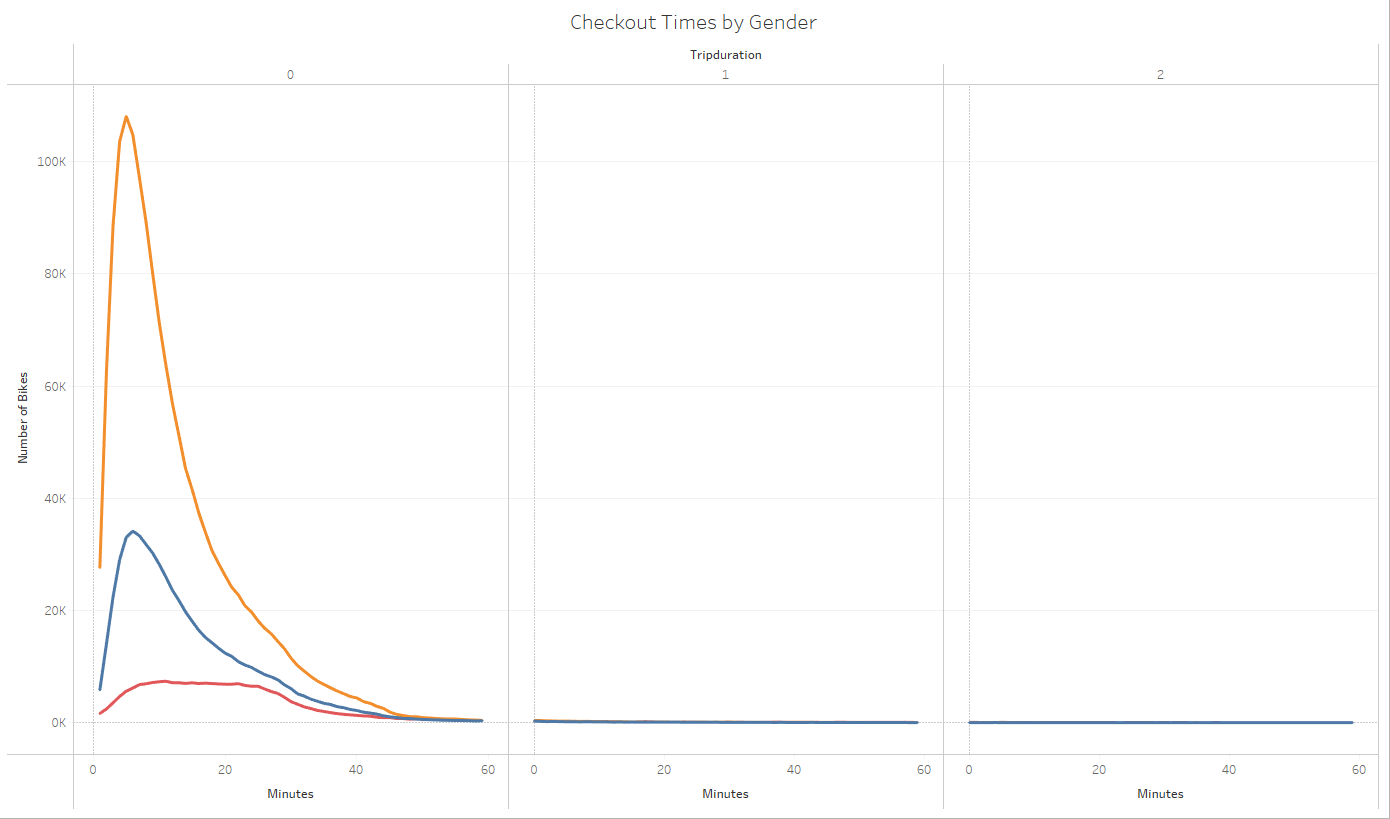 Checkout Times by Gender
Tripduration
0 1 2
100K
80K
60K
40K
20K
0K
Number of Bikes
0 20 40 60 0 20 40 60 0 20 40 60
Minutes Minutes Minutes